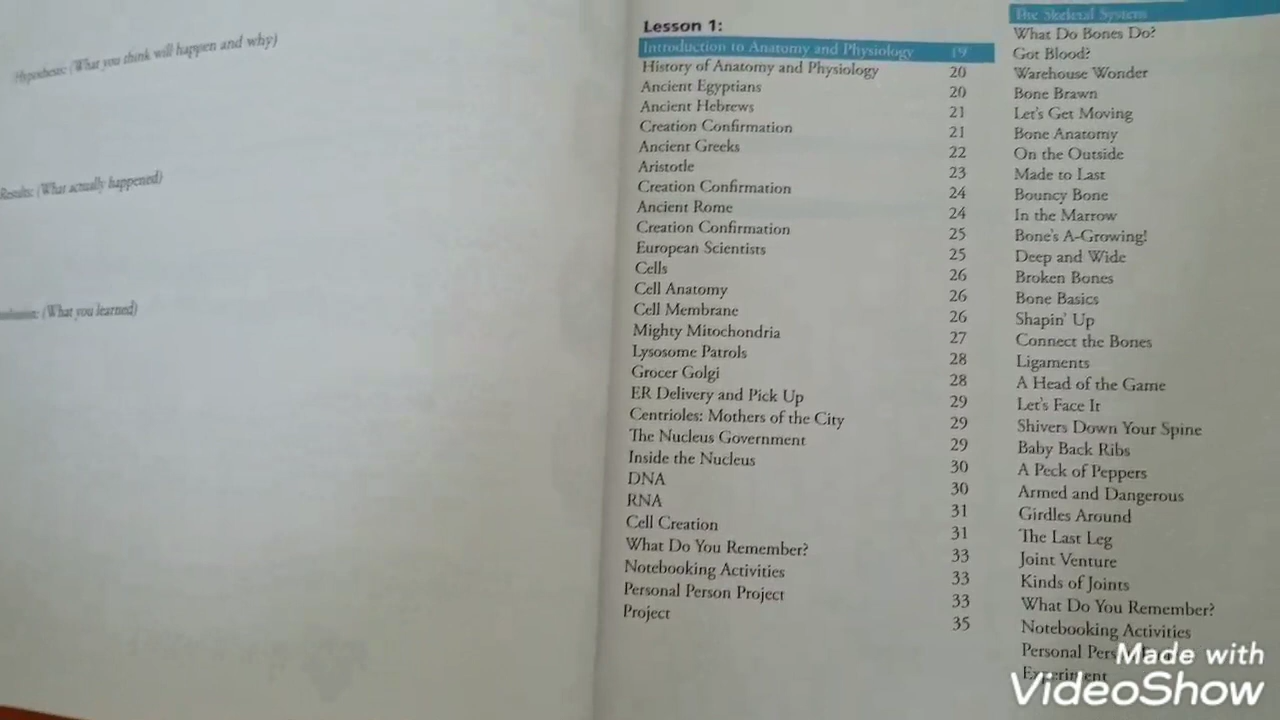 Hypothesis: (What you think will happen and why)
Results: (What actually happened)
(What you learned)
Lesson 1:
Introduction to Anatomy and Physiology 19
History of Anatomy and Physiology 20
Ancient Egyptians 20
Ancient Hebrews 21
Creation Confirmation 21
Ancient Greeks 22
Aristotle 23
Creation Confirmation 24
Ancient Rome 24
Creation Confirmation 25
European Scientists 25
Cells 26
Cell Anatomy 26
Cell Membrane 26
Mighty Mitochondria 27
Lysosome Patrols 28
Grocer Golgi 28
ER Delivery and Pick Up 29
Centrioles: Mothers of the City 29
The Nucleus Government 29
Inside the Nucleus 30
DNA 30
RNA 31
Cell Creation 31
What Do You Remember? 33
Notebooking Activities 33
Personal Person Project 33
Project 35
The Skeletal System
What Do Bones Do?
Got Blood?
Warehouse Wonder
Bone Brawn
Let's Get Moving
Bone Anatomy
On the Outside
Made to Last
Bouncy Bone
In the Marrow
Bone's A-Growing!
Deep and Wide
Broken Bones
Bone Basics
Shapin' Up
Connect the Bones
Ligaments
A Head of the Game
Let's Face It
Shivers Down Your Spine
Baby Back Ribs
A Peck of Peppers
Armed and Dangerous
Girdles Around
The Last Leg
Joint Venture
Kinds of Joints
What Do You Remember?
Notebooking Activities
Personal
Experiment
Made with
VideoShow